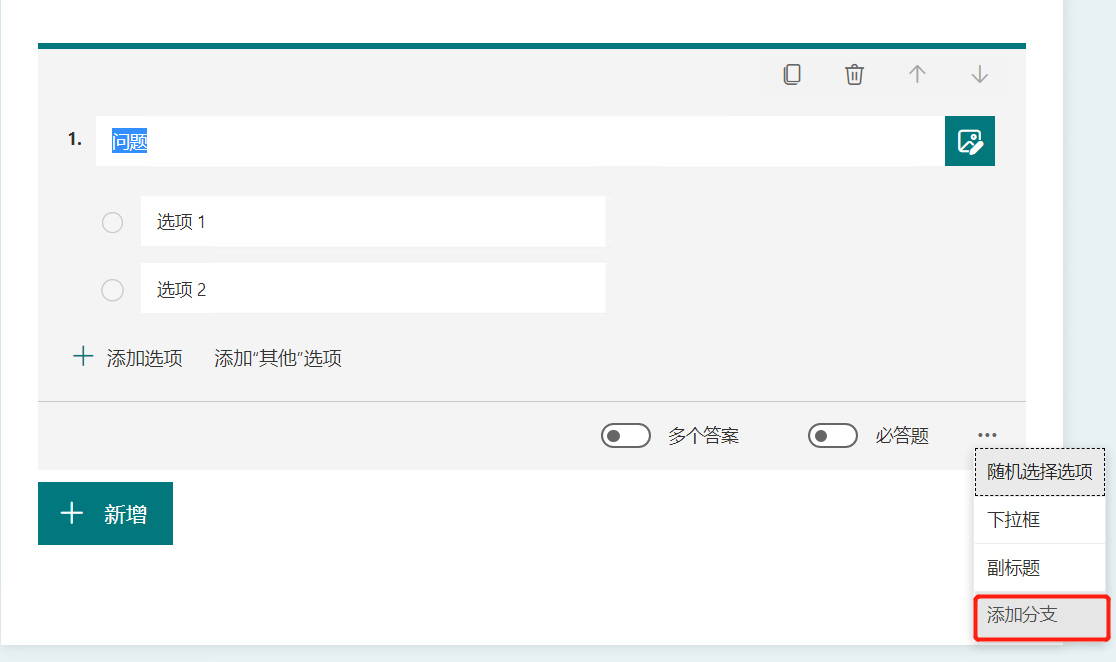 1. 问题
选项 1
选项 2
添加选项 添加“其他”选项
多个答案 必答题
随机选择选项
下拉框
新增
副标题
添加分支